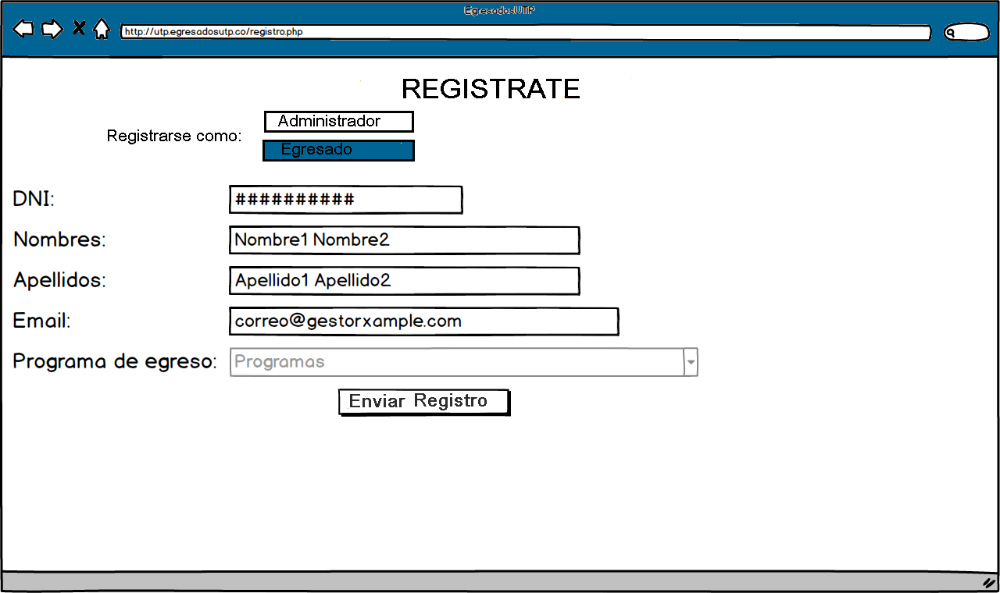 EgresadosUTP
http://utp.egresadosutp.co/registro.php
REGISTRATE
Registrarse como:
Administrador
Egresado
DNI: ##########
Nombres: Nombre1 Nombre2
Apellidos: Apellido1 Apellido2
Email: correo@gestorxample.com
Programa de egreso: Programas
Enviar Registro